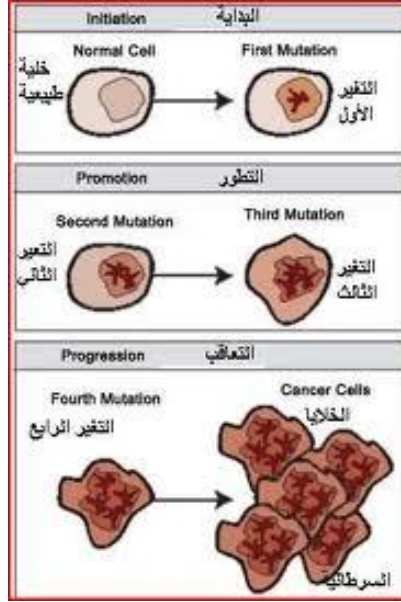 Initiation البداية
Normal Cell
First Mutation
خلية
طبيعية
التغير
الأول
Promotion التطور
Second Mutation
Third Mutation
التغير
الثاني
التغير
الثالث
Progression التعاقب
Fourth Mutation
التغير الرابع
Cancer Cells
الخلايا
السرطانية